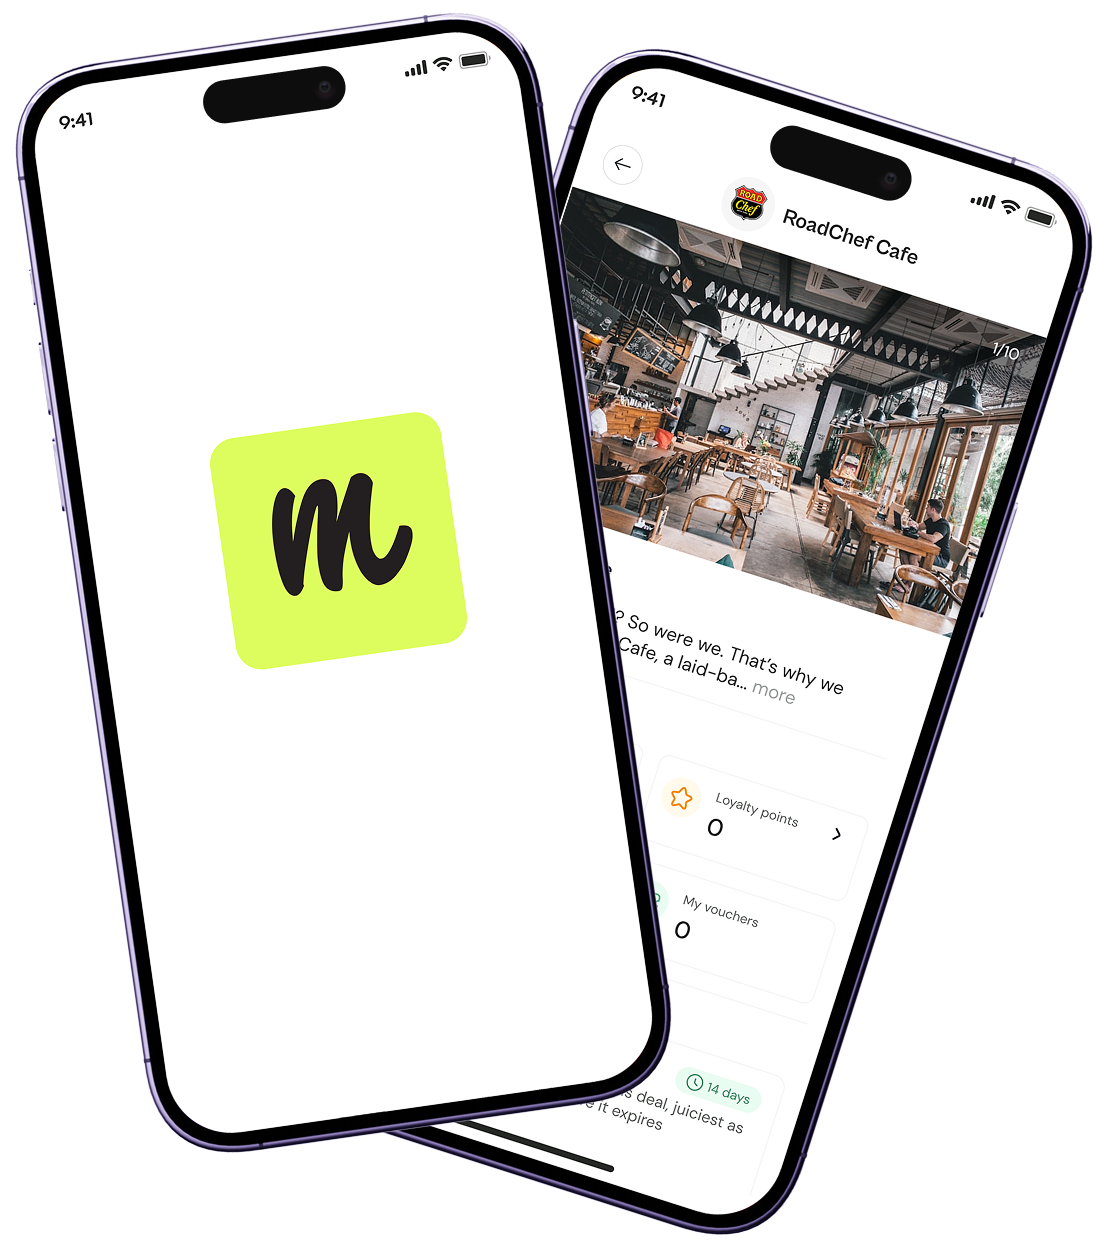 9:41
m
9:41
ROAD
Chef
RoadChef Cafe
1/10
? So were we. That's why we
Cafe, a laid-ba... more
Loyalty points
0
My vouchers
0
14 days
s deal, juiciest as
e it expires